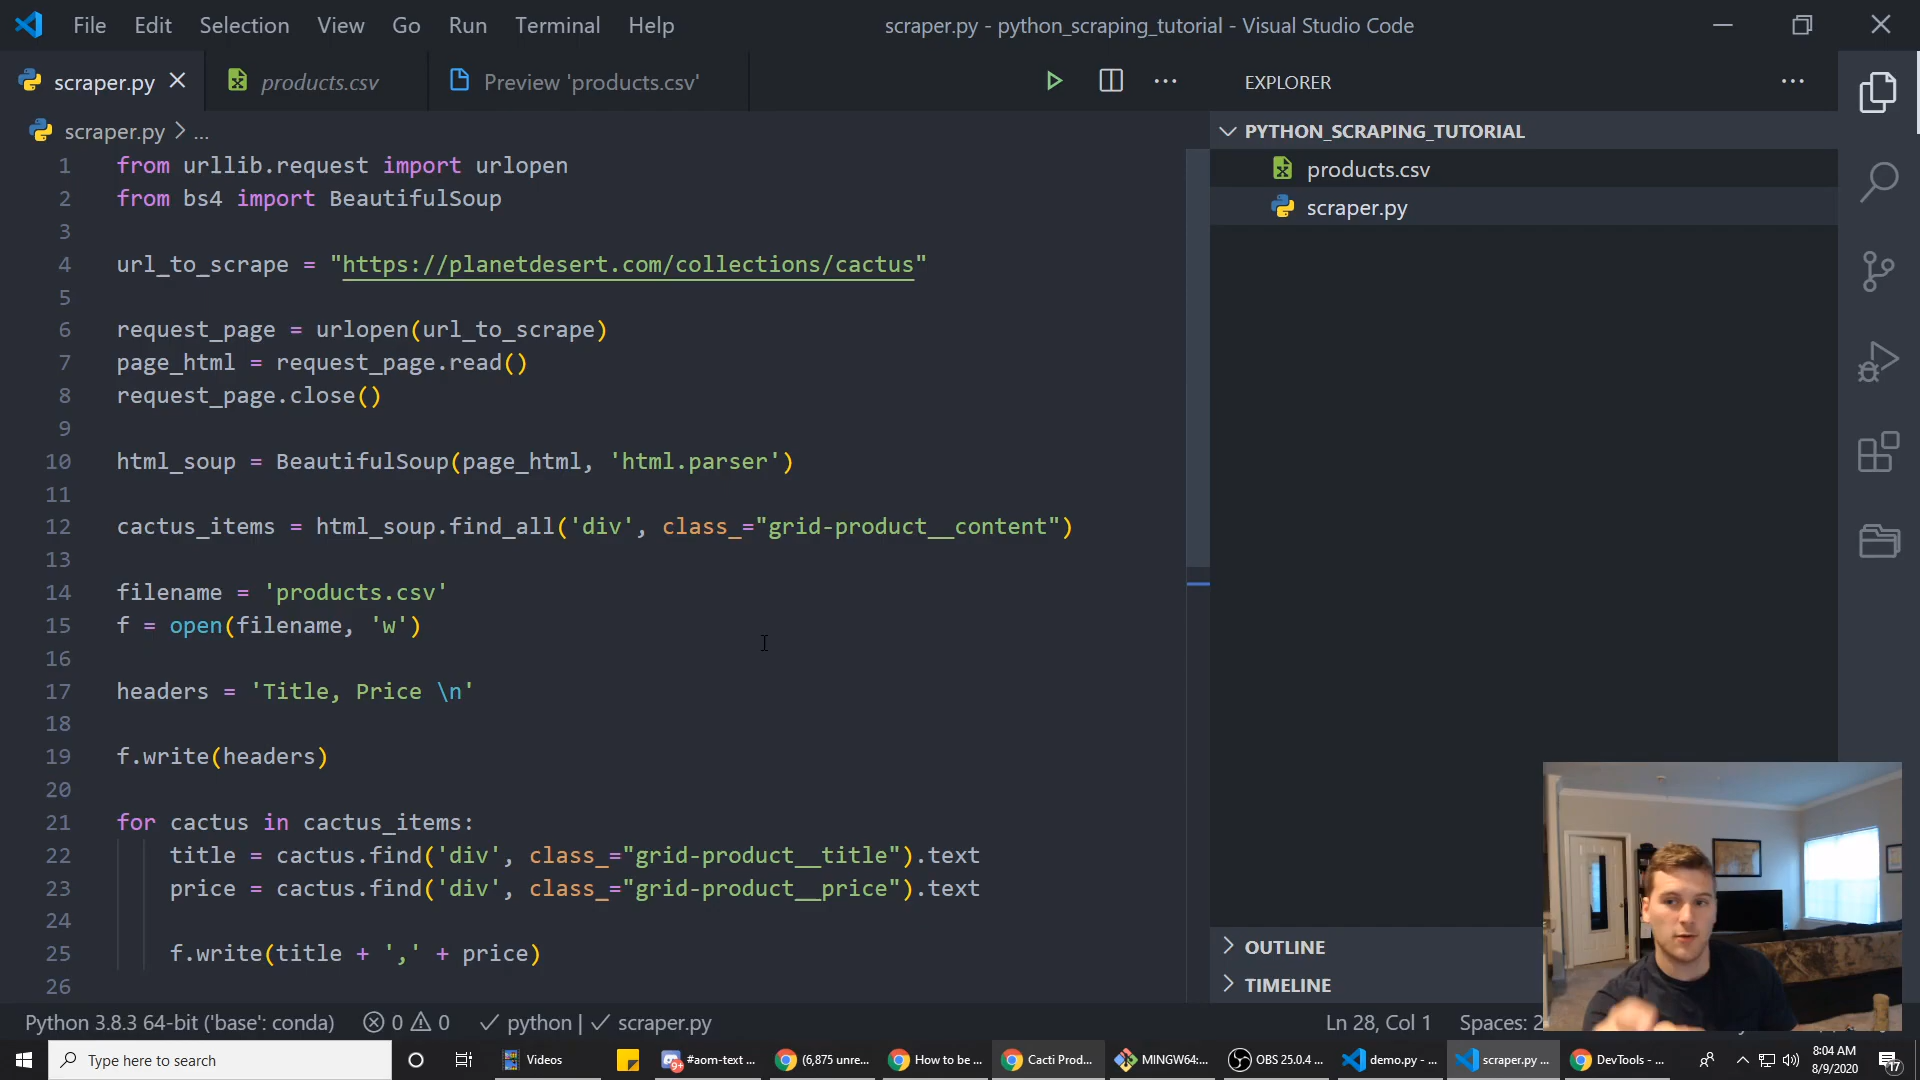 File Edit Selection View Go Run Terminal Help
scraper.py - python_scraping_tutorial - Visual Studio Code
scraper.py
products.csv
Preview 'products.csv'
EXPLORER
scraper.py > ...
PYTHON_SCRAPING_TUTORIAL
products.csv
scraper.py
1 from urllib.request import urlopen
2 from bs4 import BeautifulSoup
3
4 url_to_scrape = "https://planetdesert.com/collections/cactus"
5
6 request_page = urlopen(url_to_scrape)
7 page_html = request_page.read()
8 request_page.close()
9
10 html_soup = BeautifulSoup(page_html, 'html.parser')
11
12 cactus_items = html_soup.find_all('div', class_="grid-product__content")
13
14 filename = 'products.csv'
15 f = open(filename, 'w')
16
17 headers = 'Title, Price \n'
18
19 f.write(headers)
20
21 for cactus in cactus_items:
22 title = cactus.find('div', class_="grid-product__title").text
23 price = cactus.find('div', class_="grid-product__price").text
24
25 f.write(title + ',' + price)
26
OUTLINE
TIMELINE
Python 3.8.3 64-bit ('base': conda) 0 0 python | scraper.py
Ln 28, Col 1 Spaces: 2
Type here to search
Videos
#aom-text ...
(6,875 unre...
How to be ...
Cacti Prod...
MINGW64:...
OBS 25.0.4 ...
demo.py - ...
scraper.py ...
DevTools - ...
8:04 AM
8/9/2020
17